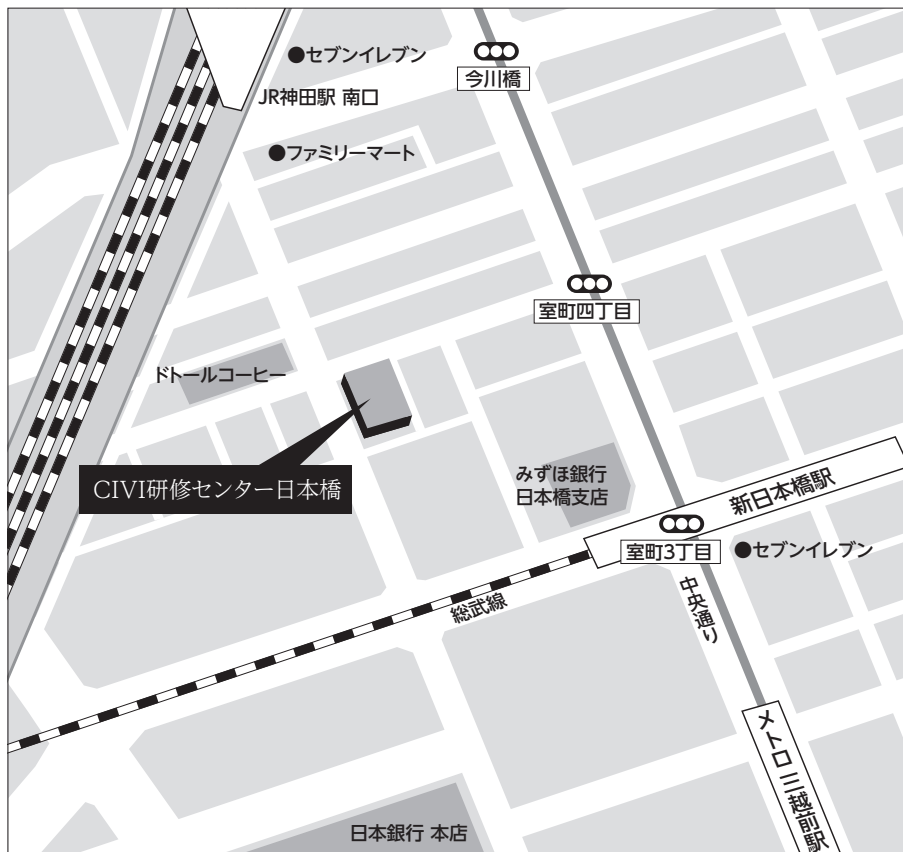 ●セブンイレブン
今川橋
JR神田駅 南口
●ファミリーマート
室町四丁目
ドトールコーヒー
CIVI研修センター日本橋
みずほ銀行
日本橋支店
新日本橋駅
室町3丁目
●セブンイレブン
総武線
中央通り
メトロ 三越前駅
日本銀行 本店